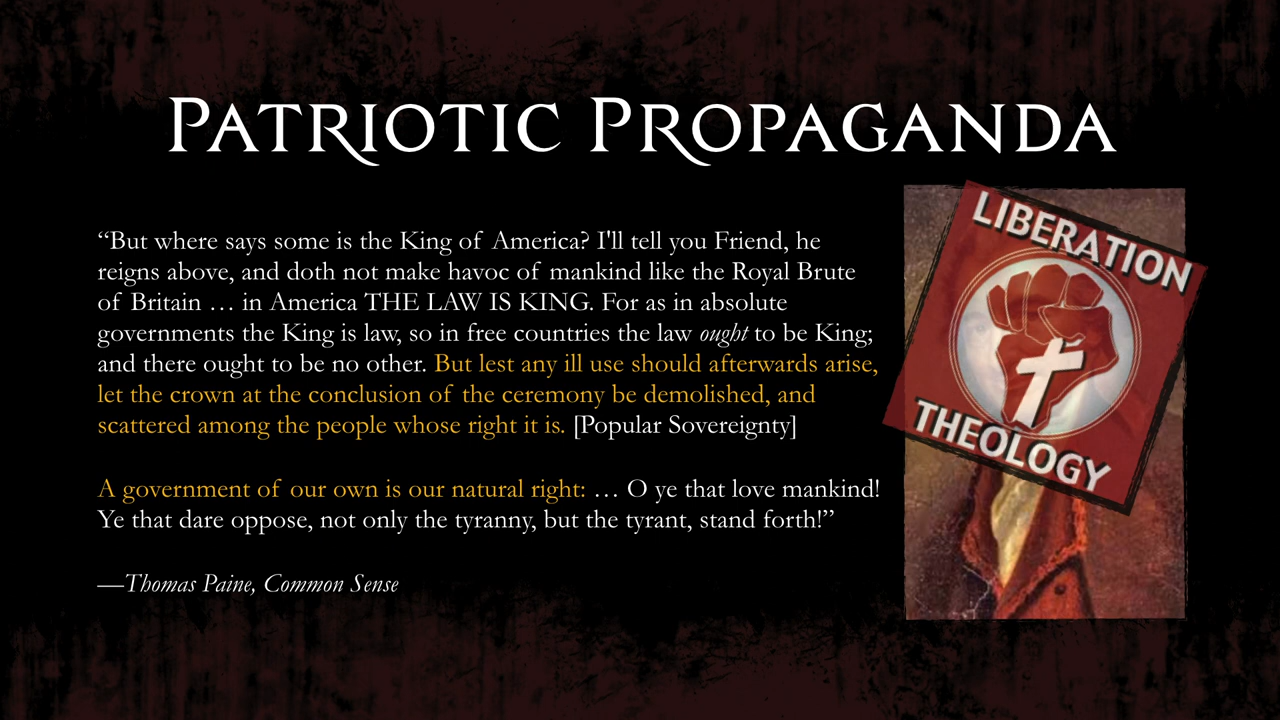 PATRIOTIC PROPAGANDA
“But where says some is the King of America? I'll tell you Friend, he
reigns above, and doth not make havoc of mankind like the Royal Brute
of Britain … in America THE LAW IS KING. For as in absolute
governments the King is law, so in free countries the law ought to be King;
and there ought to be no other. But lest any ill use should afterwards arise,
let the crown at the conclusion of the ceremony be demolished, and
scattered among the people whose right it is. [Popular Sovereignty]
A government of our own is our natural right: … O ye that love mankind!
Ye that dare oppose, not only the tyranny, but the tyrant, stand forth!”
—Thomas Paine, Common Sense
LIBERATION
THEOLOGY